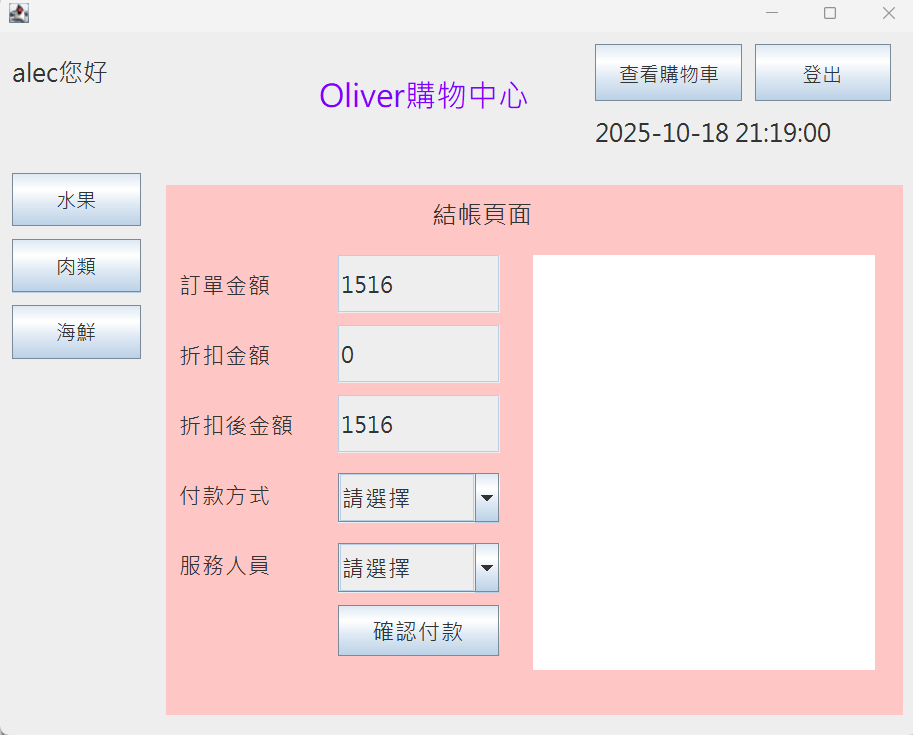 alec您好
Oliver購物中心
查看購物車
登出
2025-10-18 21:19:00
水果
肉類
海鮮
結帳頁面
訂單金額
1516
折扣金額
0
折扣後金額
1516
付款方式
請選擇
服務人員
請選擇
確認付款